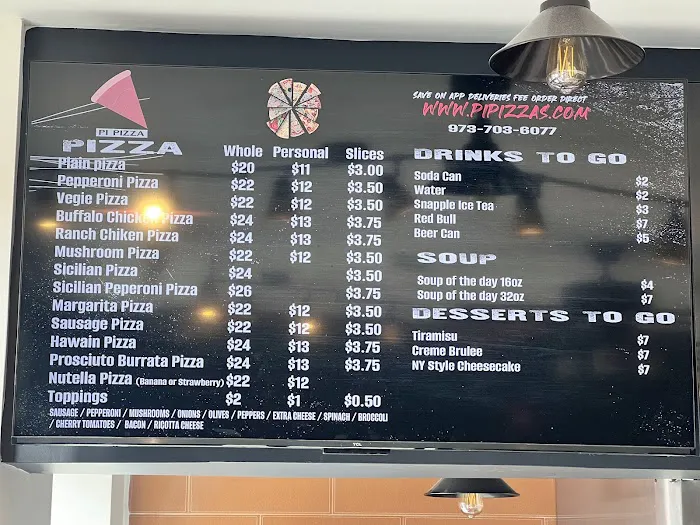 PI PIZZA
PIZZA
Whole Personal Slices
Plain pizza $20 $11 $3.00
Pepperoni Pizza $22 $12 $3.50
Vegie Pizza $22 $12 $3.50
Buffalo Chicken Pizza $24 $13 $3.75
Ranch Chiken Pizza $24 $13 $3.75
Mushroom Pizza $22 $12 $3.50
Sicilian Pizza $24 $3.50
Sicilian Peperoni Pizza $26 $3.75
Margarita Pizza $22 $12 $3.50
Sausage Pizza $22 $12 $3.50
Hawain Pizza $24 $13 $3.75
Prosciuto Burrata Pizza $24 $13 $3.75
Nutella Pizza (Banana or Strawberry) $22 $12
Toppings $2 $1 $0.50
SAUSAGE / PEPPERONI / MUSHROOMS / ONIONS / OLIVES / PEPPERS / EXTRA CHEESE / SPINACH / BROCCOLI
/ CHERRY TOMATOES / BACON / RICOTTA CHEESE
SAVE ON APP DELIVERIES FEE ORDER DIRECT
WWW.PIPIZZAS.COM
973-703-6077
DRINKS TO GO
Soda Can $2
Water $2
Snapple Ice Tea $3
Red Bull $7
Beer Can $5
SOUP
Soup of the day 16oz $4
Soup of the day 32oz $7
DESSERTS TO GO
Tiramisu $7
Creme Brulee $7
NY Style Cheesecake $7
TCL